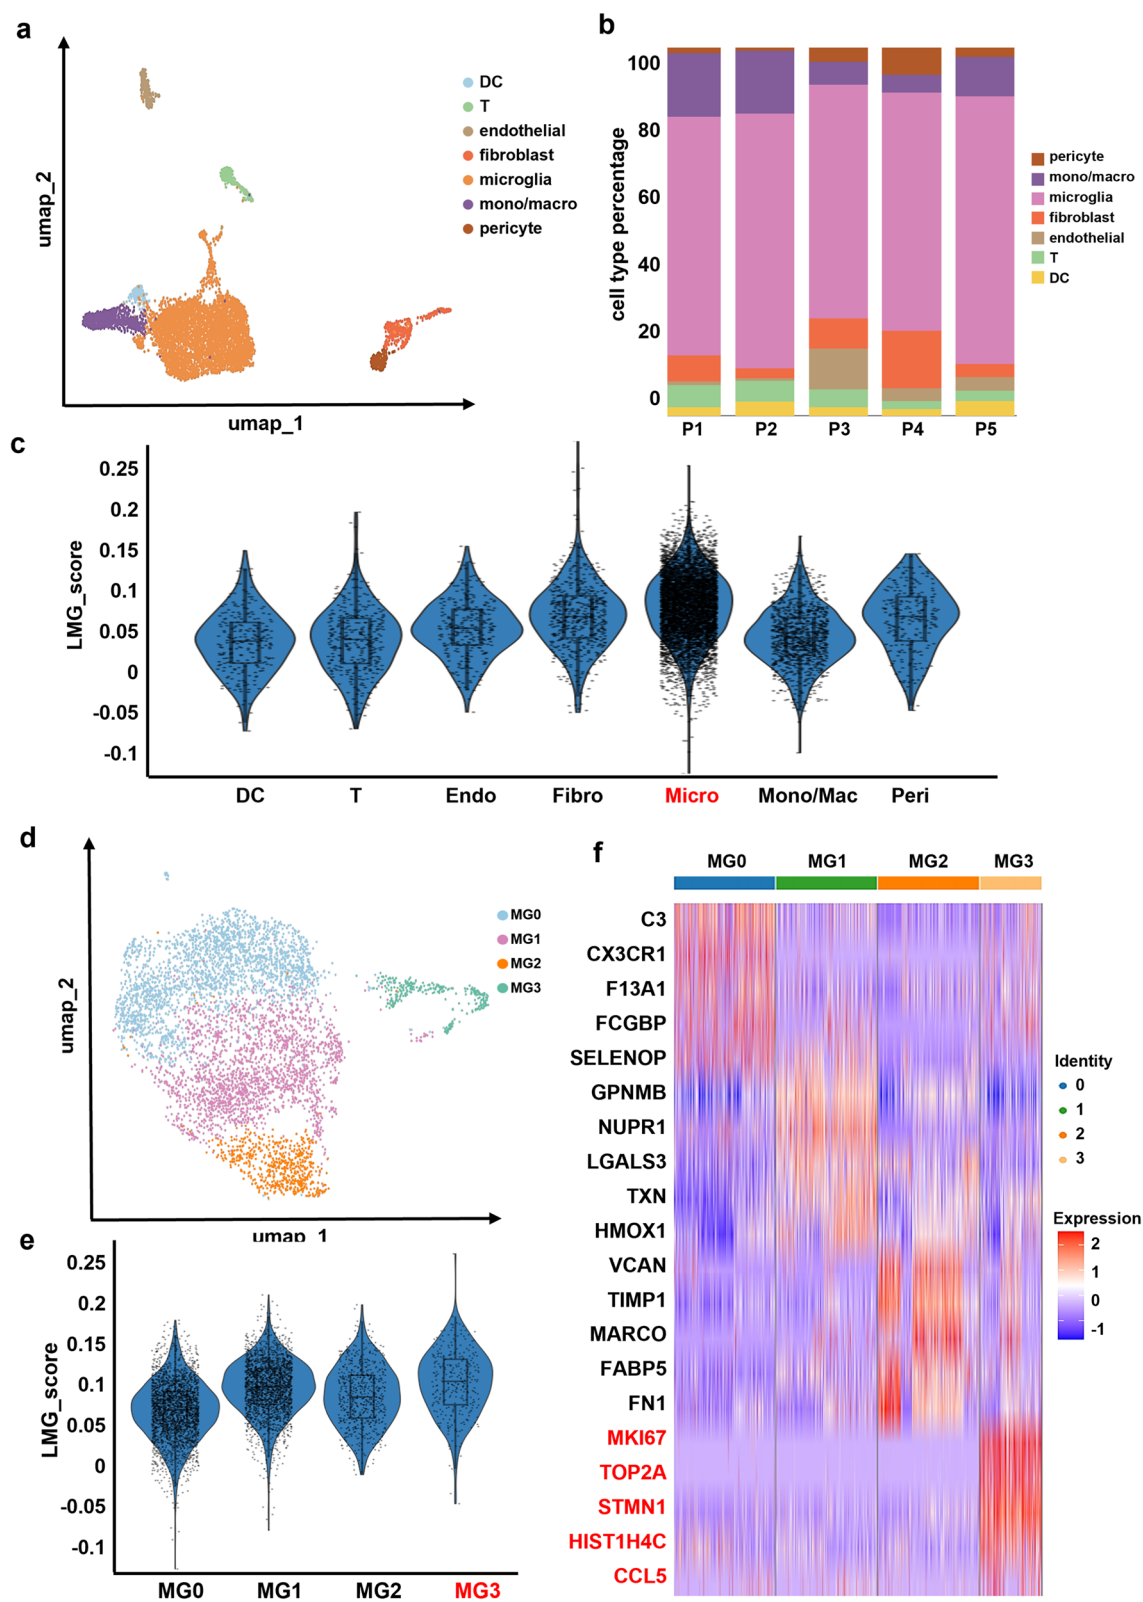 a
umap_2
umap_1
DC
T
endothelial
fibroblast
microglia
mono/macro
pericyte
b
cell type percentage
100
80
60
40
20
0
P1 P2 P3 P4 P5
pericyte
mono/macro
microglia
fibroblast
endothelial
T
DC
c
LMG_score
0.25
0.2
0.15
0.1
0.05
0
-0.05
-0.1
DC T Endo Fibro Micro Mono/Mac Peri
d
umap_2
umap_1
MG0
MG1
MG2
MG3
e
LMG_score
0.25
0.2
0.15
0.1
0.05
0
-0.05
-0.1
MG0 MG1 MG2 MG3
f
MG0 MG1 MG2 MG3
C3
CX3CR1
F13A1
FCGBP
SELENOP
GPNMB
NUPR1
LGALS3
TXN
HMOX1
VCAN
TIMP1
MARCO
FABP5
FN1
MKI67
TOP2A
STMN1
HIST1H4C
CCL5
Identity
0
1
2
3
Expression
2
1
0
-1